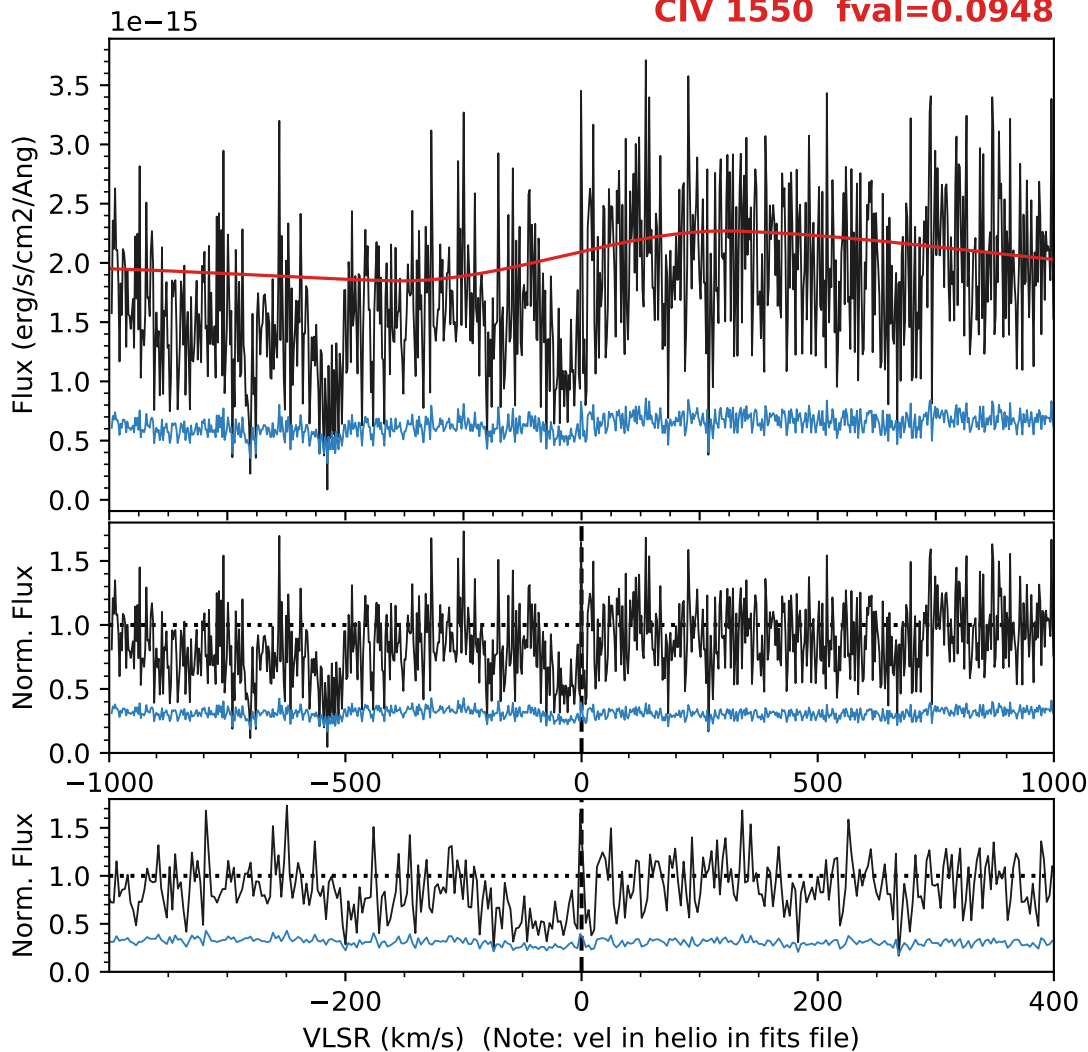 CIV 1550 fval=0.0948
1e−15
3.5
3.0
2.5
2.0
1.5
1.0
0.5
0.0
Flux (erg/s/cm2/Ang)
1.5
1.0
0.5
0.0
Norm. Flux
−1000 −500 0 500 1000
1.5
1.0
0.5
0.0
Norm. Flux
−200 0 200 400
VLSR (km/s) (Note: vel in helio in fits file)